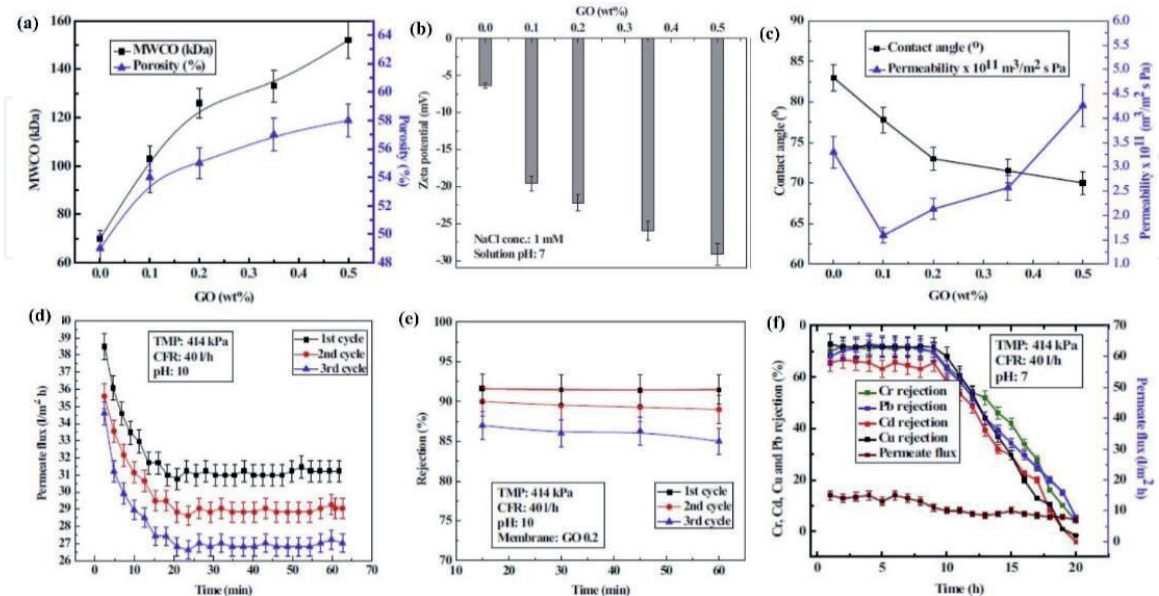 (a)
MWCO (kDa)
Porosity (%)
160
140
120
100
80
60
64
62
60
58
56
54
52
50
48
MWCO (kDa)
Porosity (%)
0.0 0.1 0.2 0.3 0.4 0.5
GO (wt%)
(b)
GO (wt%)
0.0 0.1 0.2 0.3 0.5
0
-5
-10
-15
-20
-25
-30
Zeta potential (mV)
NaCl conc.: 1 mM
Solution pH: 7
(c)
Contact angle (⁰)
Permeability x 10¹¹ m³/m² s Pa
90
85
80
75
70
65
60
6.0
5.5
5.0
4.5
4.0
3.5
3.0
2.5
2.0
1.5
1.0
Contact angle (⁰)
Permeability x 10¹¹ (m³/m² s Pa)
0.0 0.1 0.2 0.3 0.4 0.5
GO (wt%)
(d)
TMP: 414 kPa
CFR: 40 l/h
pH: 10
1st cycle
2nd cycle
3rd cycle
40
39
38
37
36
35
34
33
32
31
30
29
28
27
26
Permeate flux (l/m² h)
0 10 20 30 40 50 60 70
Time (min)
(e)
100
95
90
85
80
75
70
65
60
Rejection (%)
TMP: 414 kPa
CFR: 40 l/h
pH: 10
Membrane: GO 0.2
1st cycle
2nd cycle
3rd cycle
10 20 30 40 50 60
Time (min)
(f)
TMP: 414 kPa
CFR: 40 l/h
pH: 7
Cr rejection
Pb rejection
Cd rejection
Cu rejection
Permeate flux
60
40
20
0
70
60
50
40
30
20
10
0
Cr, Cd, Cu and Pb rejection (%)
Permeate flux (l/m² h)
0 5 10 15 20
Time (h)